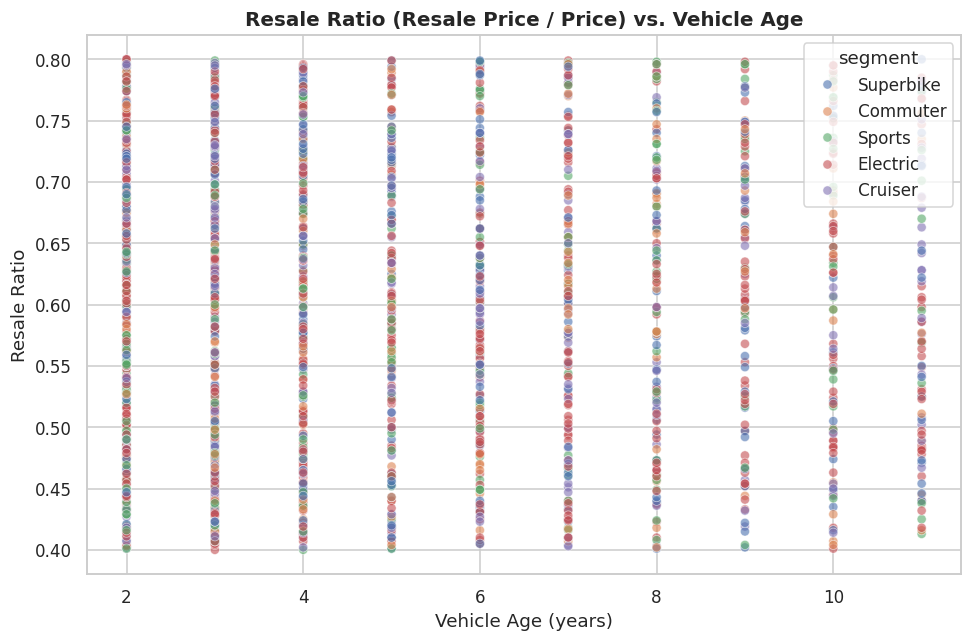 Resale Ratio (Resale Price / Price) vs. Vehicle Age
segment
Superbike
Commuter
Sports
Electric
Cruiser
0.80
0.75
0.70
0.65
0.60
0.55
0.50
0.45
0.40
Resale Ratio
2
4
6
8
10
Vehicle Age (years)